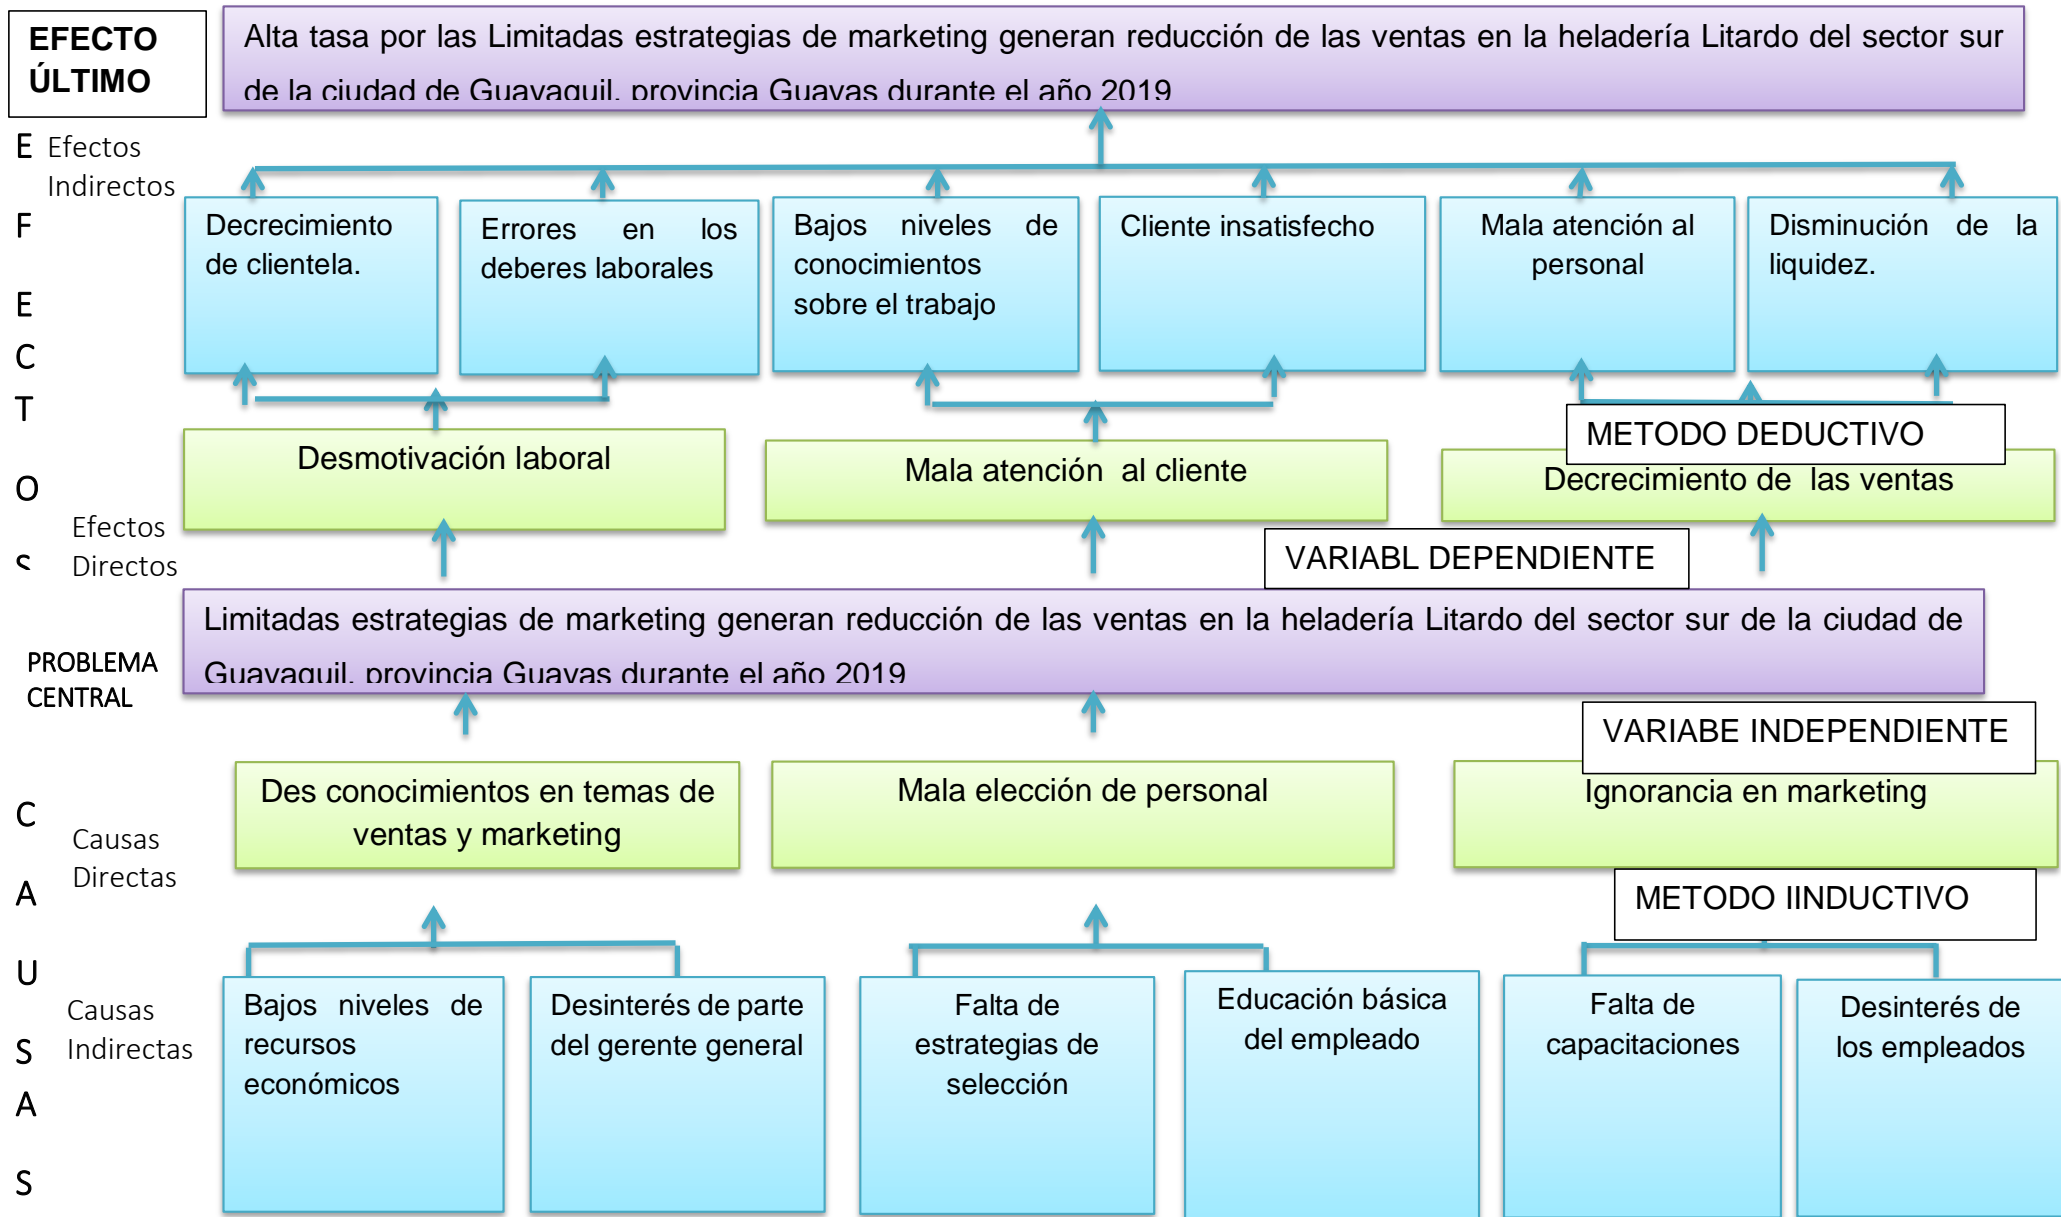 EFECTO
ÚLTIMO
Alta tasa por las Limitadas estrategias de marketing generan reducción de las ventas en la heladería Litardo del sector sur
de la ciudad de Guayaquil, provincia Guayas durante el año 2019
E
F
E
C
T
O
S
Efectos
Indirectos
Decrecimiento
de clientela.
Errores en los
deberes laborales
Bajos niveles de
conocimientos
sobre el trabajo
Cliente insatisfecho
Mala atención al
personal
Disminución de la
liquidez.
METODO DEDUCTIVO
Desmotivación laboral
Mala atención al cliente
Decrecimiento de las ventas
Efectos
Directos
VARIABL DEPENDIENTE
PROBLEMA
CENTRAL
Limitadas estrategias de marketing generan reducción de las ventas en la heladería Litardo del sector sur de la ciudad de
Guayaquil, provincia Guayas durante el año 2019
VARIABE INDEPENDIENTE
C
A
U
S
A
S
Causas
Directas
Des conocimientos en temas de
ventas y marketing
Mala elección de personal
Ignorancia en marketing
METODO IINDUCTIVO
Causas
Indirectas
Bajos niveles de
recursos
económicos
Desinterés de parte
del gerente general
Falta de
estrategias de
selección
Educación básica
del empleado
Falta de
capacitaciones
Desinterés de
los empleados